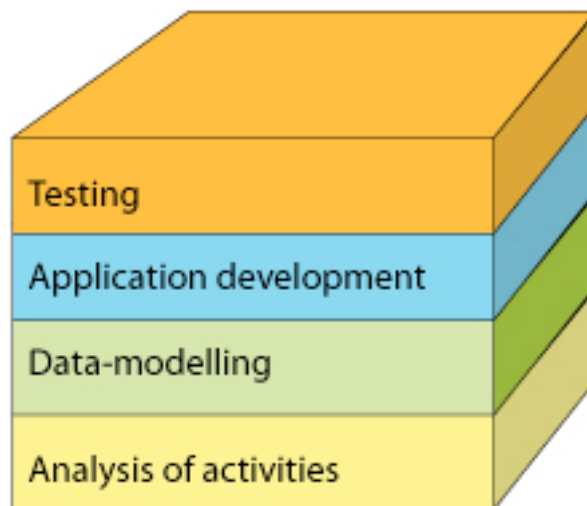 Testing
Application development
Data-modelling
Analysis of activities